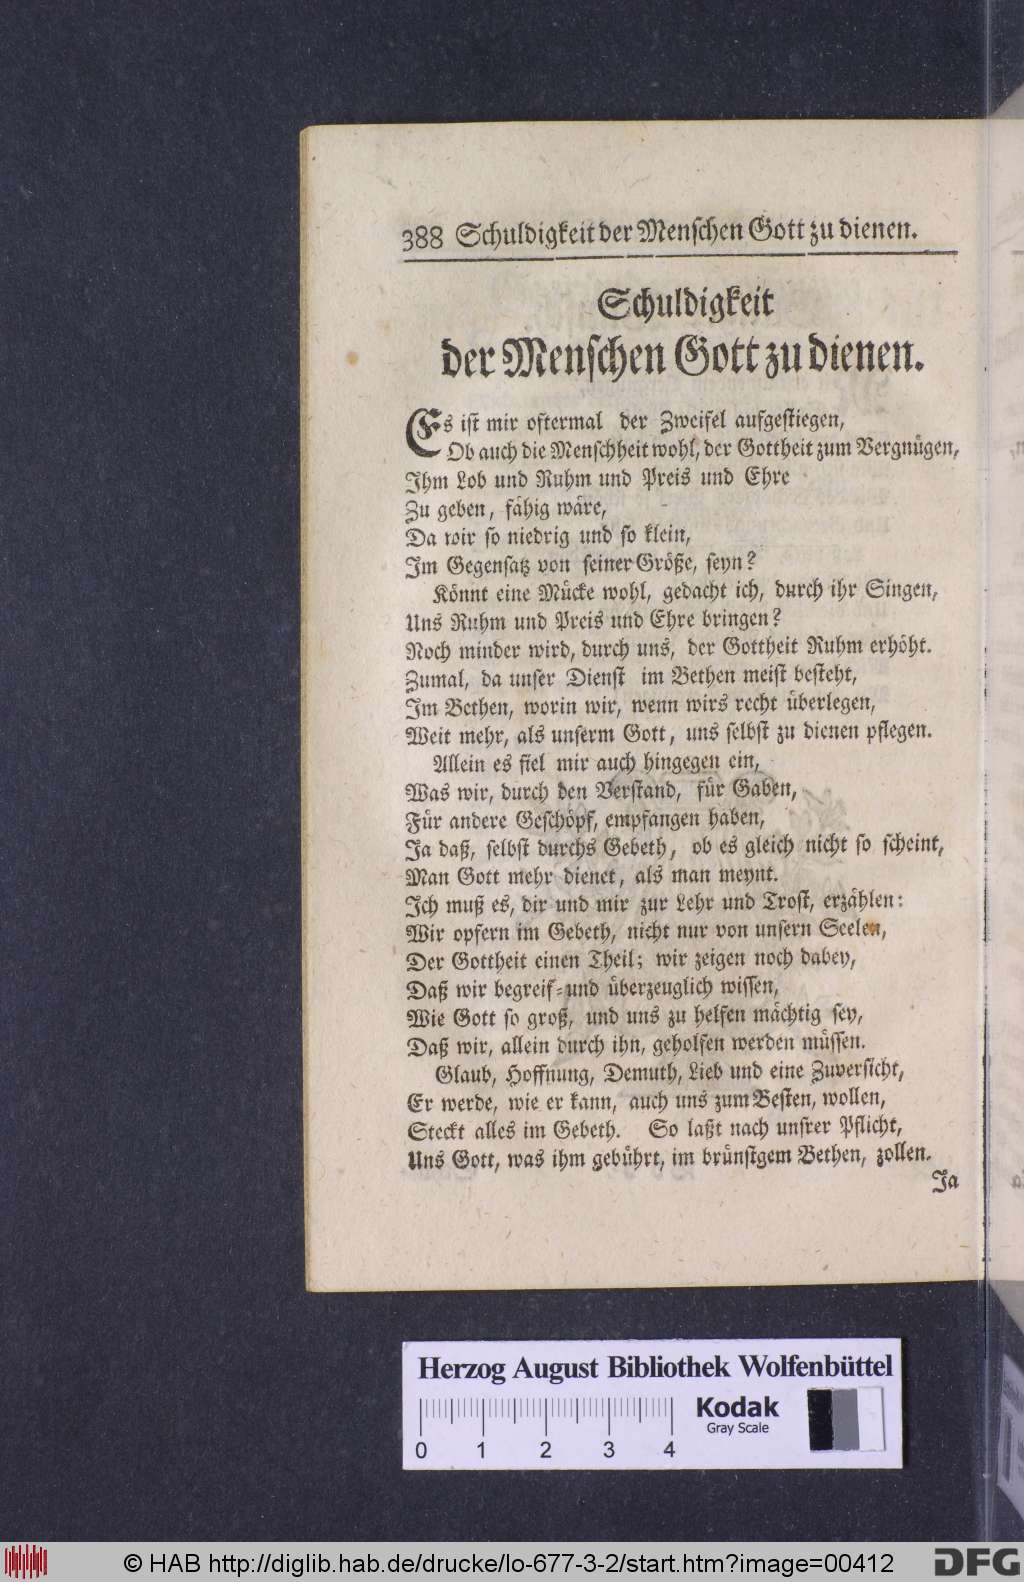 388 Schuldigkeit der Menschen Gott zu dienen.
Schuldigkeit
der Menschen Gott zu dienen.
Es ist mir oftermal der Zweifel aufgestiegen,
Ob auch die Menschheit wohl, der Gottheit zum Vergnügen,
Ihm Lob und Ruhm und Preis und Ehre
Zu geben, fähig wäre,
Da wir so niedrig und so klein,
Im Gegensatz von seiner Größe, seyn?
Könnt eine Mücke wohl, gedacht ich, durch ihr Singen,
Uns Ruhm und Preis und Ehre bringen?
Noch minder wird, durch uns, der Gottheit Ruhm erhöht.
Zumal, da unser Dienst im Bethen meist besteht,
Im Bethen, worin wir, wenn wirs recht überlegen,
Weit mehr, als unserm Gott, uns selbst zu dienen pflegen.
Allein es fiel mir auch hingegen ein,
Was wir, durch den Verstand, für Gaben,
Für andere Geschöpf, empfangen haben,
Ja daß, selbst durchs Gebeth, ob es gleich nicht so scheint,
Man Gott mehr dienet, als man meynt.
Ich muß es, dir und mir zur Lehr und Trost, erzählen:
Wir opfern im Gebeth, nicht nur von unsern Seelen,
Der Gottheit einen Theil; wir zeigen noch dabey,
Daß wir begreif- und überzeuglich wissen,
Wie Gott so groß, und uns zu helfen mächtig sey,
Daß wir, allein durch ihn, geholfen werden müssen.
Glaub, Hoffnung, Demuth, Lieb und eine Zuversicht,
Er werde, wie er kann, auch uns zum Besten, wollen,
Steckt alles im Gebeth. So laßt nach unsrer Pflicht,
Uns Gott, was ihm gebührt, im brünstgem Bethen, zollen.
Ja
Herzog August Bibliothek Wolfenbüttel
Kodak
Gray Scale
0 1 2 3 4
© HAB http://diglib.hab.de/drucke/lo-677-3-2/start.htm?image=00412
DFG